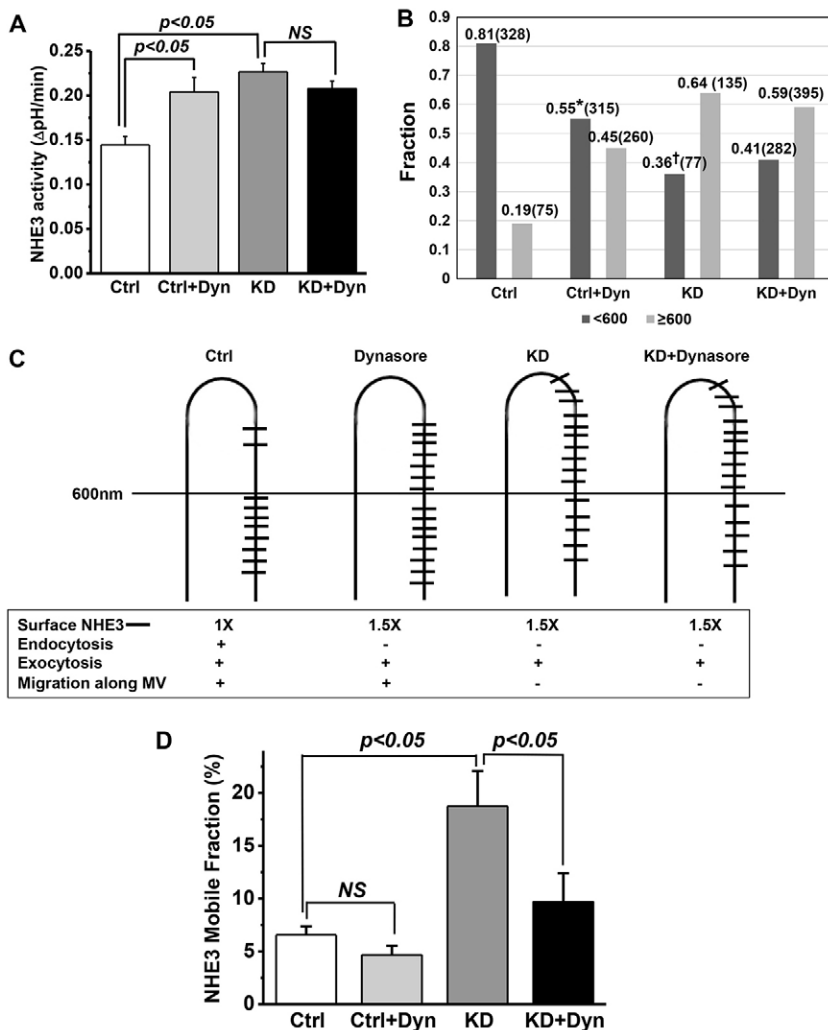 A
p<0.05
p<0.05
NS
NHE3 activity (ΔpH/min)
0.25
0.20
0.15
0.10
0.05
0.00
Ctrl Ctrl+Dyn KD KD+Dyn
B
Fraction
0.9
0.8
0.7
0.6
0.5
0.4
0.3
0.2
0.1
0
0.81(328)
0.19(75)
0.55*(315)
0.45(260)
0.36†(77)
0.64 (135)
0.41(282)
0.59(395)
Ctrl Ctrl+Dyn KD KD+Dyn
<600 ≥600
C
Ctrl Dynasore KD KD+Dynasore
600nm
Surface NHE3 1X 1.5X 1.5X 1.5X
Endocytosis + - - -
Exocytosis + + + +
Migration along MV + + - -
D
p<0.05
p<0.05
NS
NHE3 Mobile Fraction (%)
20
15
10
5
0
Ctrl Ctrl+Dyn KD KD+Dyn